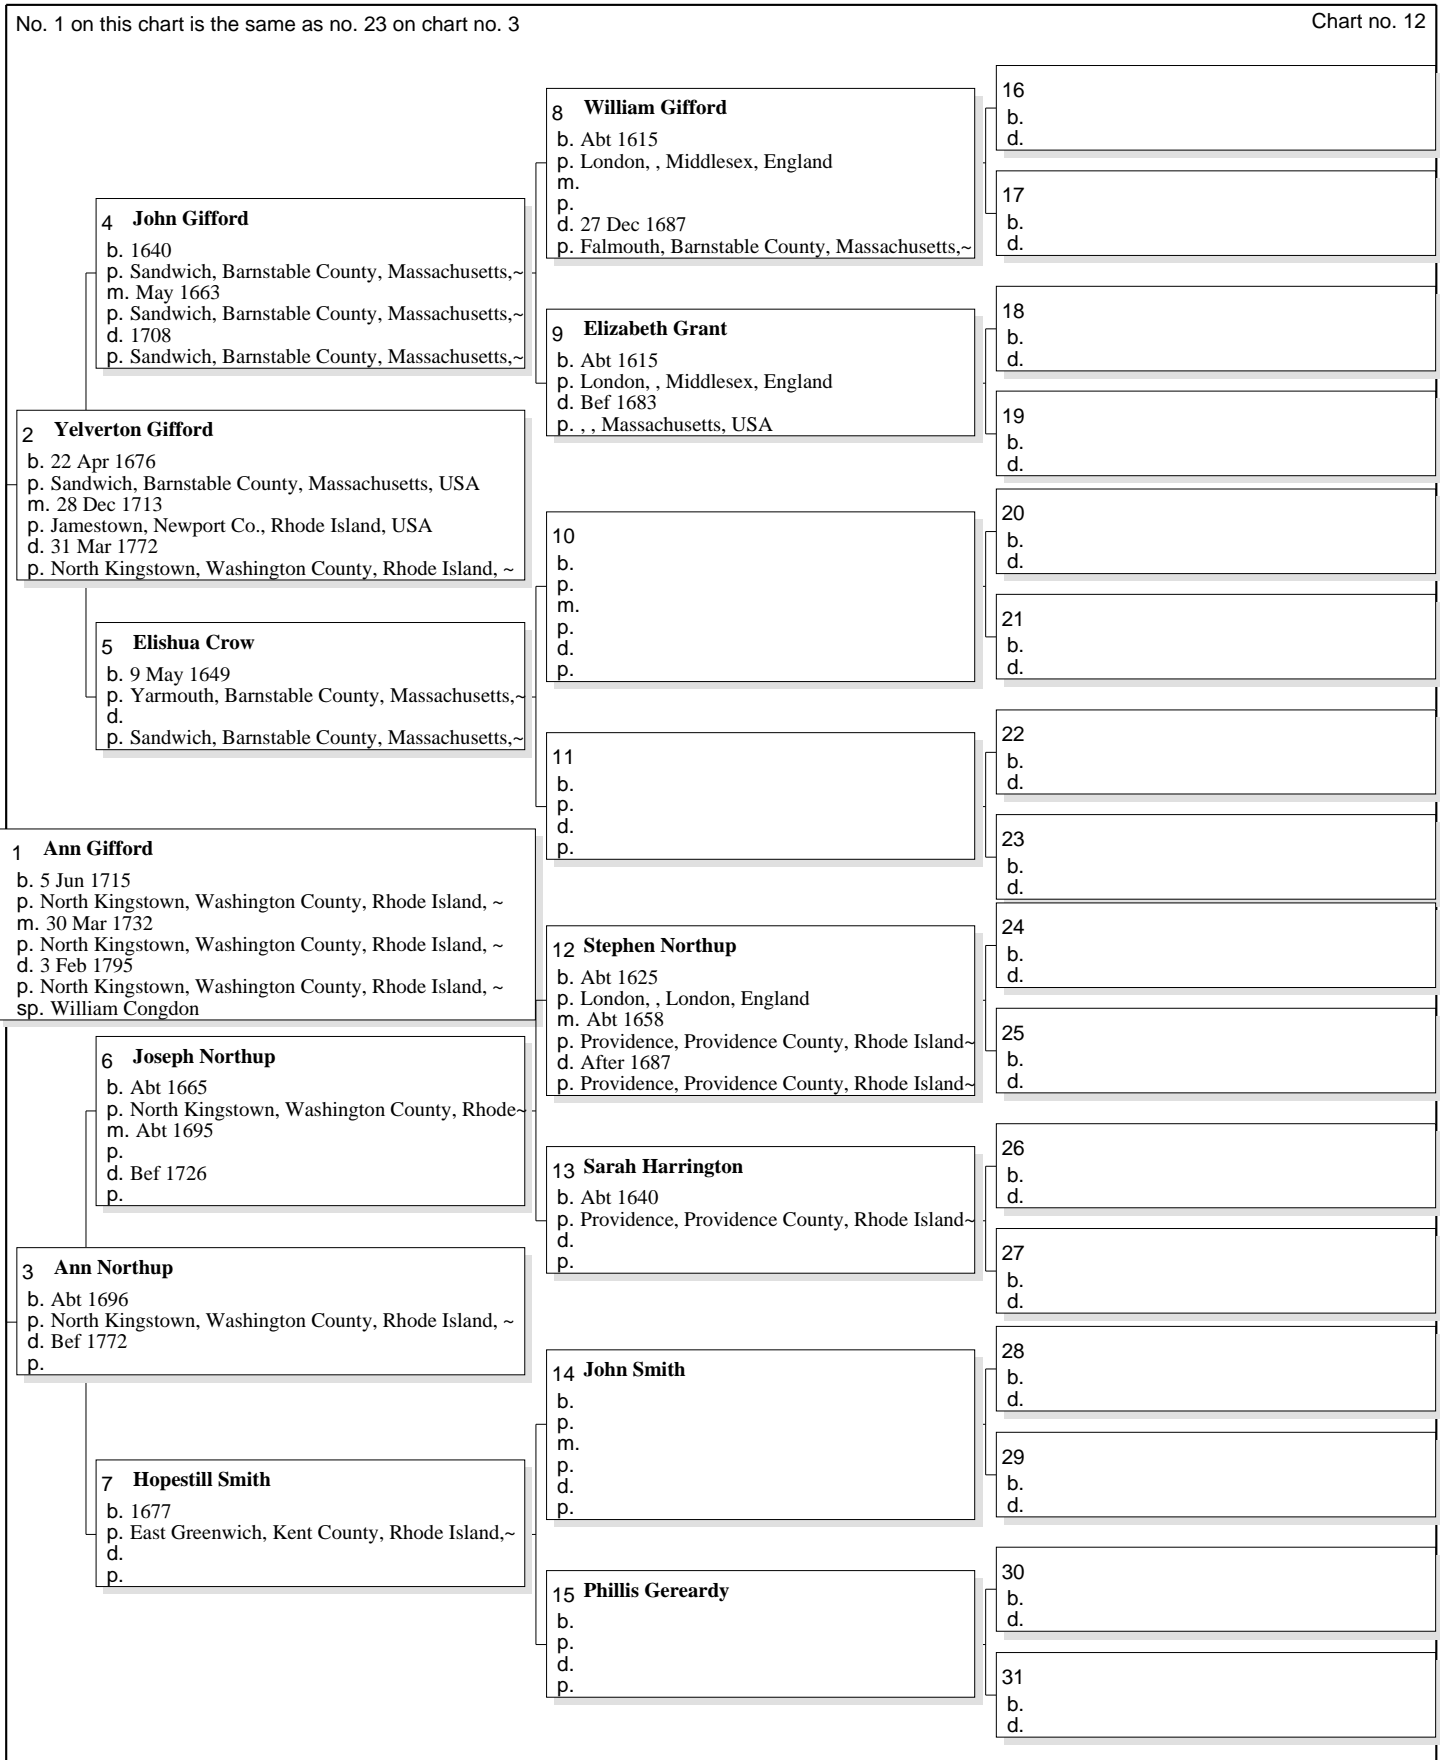 No. 1 on this chart is the same as no. 23 on chart no. 3
Chart no. 12
1 Ann Gifford
b. 5 Jun 1715
p. North Kingstown, Washington County, Rhode Island, ~
m. 30 Mar 1732
p. North Kingstown, Washington County, Rhode Island, ~
d. 3 Feb 1795
p. North Kingstown, Washington County, Rhode Island, ~
sp. William Congdon
2 Yelverton Gifford
b. 22 Apr 1676
p. Sandwich, Barnstable County, Massachusetts, USA
m. 28 Dec 1713
p. Jamestown, Newport Co., Rhode Island, USA
d. 31 Mar 1772
p. North Kingstown, Washington County, Rhode Island, ~
3 Ann Northup
b. Abt 1696
p. North Kingstown, Washington County, Rhode Island, ~
d. Bef 1772
p.
4 John Gifford
b. 1640
p. Sandwich, Barnstable County, Massachusetts,~
m. May 1663
p. Sandwich, Barnstable County, Massachusetts,~
d. 1708
p. Sandwich, Barnstable County, Massachusetts,~
5 Elishua Crow
b. 9 May 1649
p. Yarmouth, Barnstable County, Massachusetts,~
d.
p. Sandwich, Barnstable County, Massachusetts,~
6 Joseph Northup
b. Abt 1665
p. North Kingstown, Washington County, Rhode~
m. Abt 1695
p.
d. Bef 1726
p.
7 Hopestill Smith
b. 1677
p. East Greenwich, Kent County, Rhode Island,~
d.
p.
8 William Gifford
b. Abt 1615
p. London, , Middlesex, England
m.
p.
d. 27 Dec 1687
p. Falmouth, Barnstable County, Massachusetts,~
9 Elizabeth Grant
b. Abt 1615
p. London, , Middlesex, England
d. Bef 1683
p. , , Massachusetts, USA
10
b.
p.
m.
p.
d.
p.
11
b.
p.
d.
p.
12 Stephen Northup
b. Abt 1625
p. London, , London, England
m. Abt 1658
p. Providence, Providence County, Rhode Island~
d. After 1687
p. Providence, Providence County, Rhode Island~
13 Sarah Harrington
b. Abt 1640
p. Providence, Providence County, Rhode Island~
d.
p.
14 John Smith
b.
p.
m.
p.
d.
p.
15 Phillis Gereardy
b.
p.
d.
p.
16
b.
d.
17
b.
d.
18
b.
d.
19
b.
d.
20
b.
d.
21
b.
d.
22
b.
d.
23
b.
d.
24
b.
d.
25
b.
d.
26
b.
d.
27
b.
d.
28
b.
d.
29
b.
d.
30
b.
d.
31
b.
d.